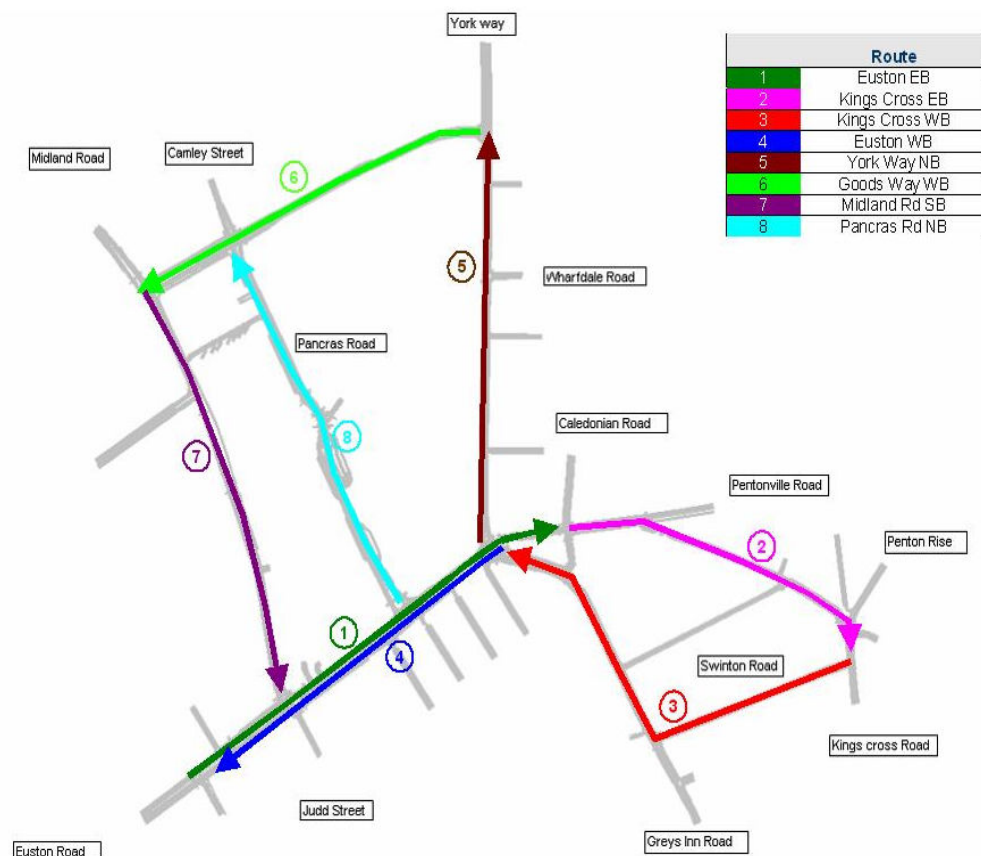 York way
Route
1 Euston EB
2 Kings Cross EB
3 Kings Cross WB
4 Euston WB
5 York Way NB
6 Goods Way WB
7 Midland Rd SB
8 Pancras Rd NB
Midland Road
Camley Street
6
5
Wharfdale Road
Pancras Road
8
7
Caledonian Road
Pentonville Road
2
Penton Rise
1
4
Swinton Road
3
Kings cross Road
Judd Street
Greys Inn Road
Euston Road